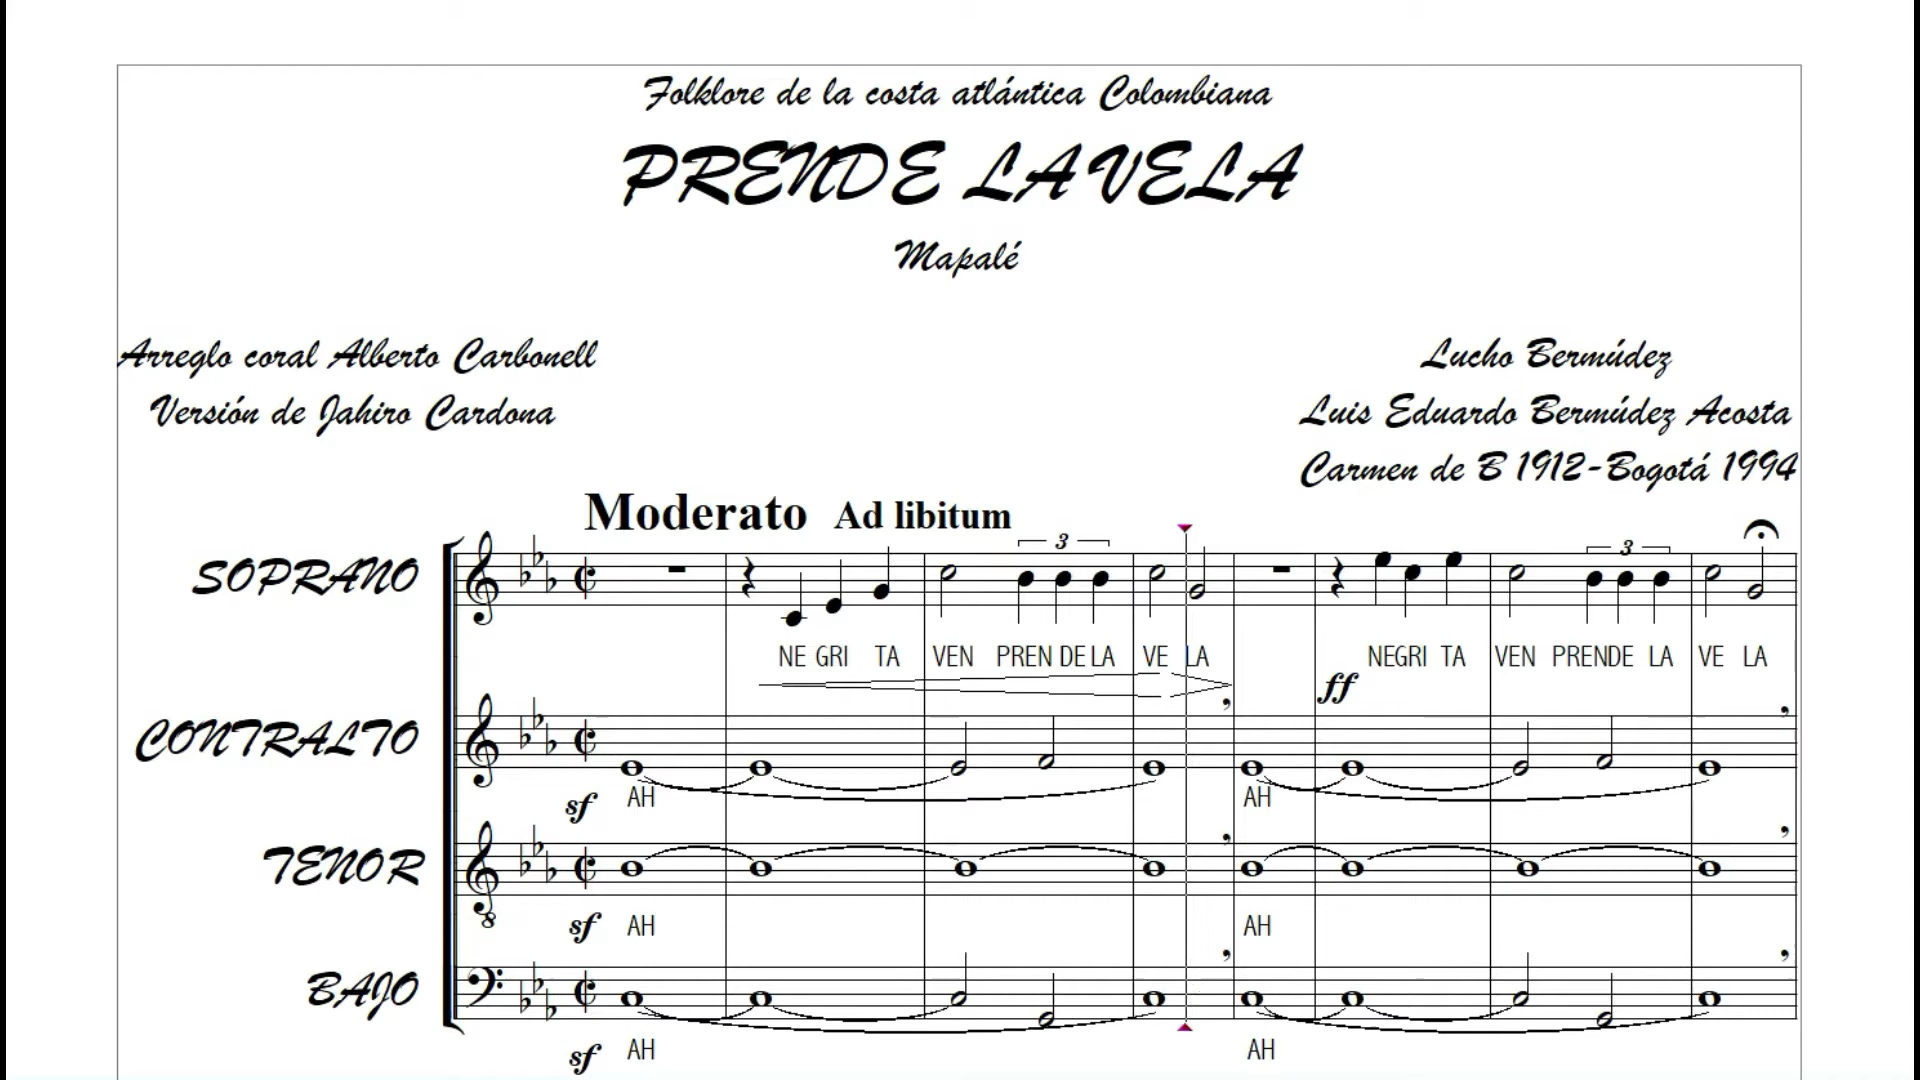 Folklore de la costa atlántica Colombiana
PRENDE LA VELA
Mapalé
Arreglo coral Alberto Carbonell
Versión de Jahiro Cardona
Lucho Bermúdez
Luis Eduardo Bermúdez Acosta
Carmen de B 1912-Bogotá 1994
Moderato Ad libitum
3 3
SOPRANO
NE GRI TA VEN PREN DE LA VE LA NEGRI TA VEN PRENDE LA VE LA
ff
CONTRALTO
sf AH AH
TENOR
8
sf AH AH
BAJO
sf AH AH